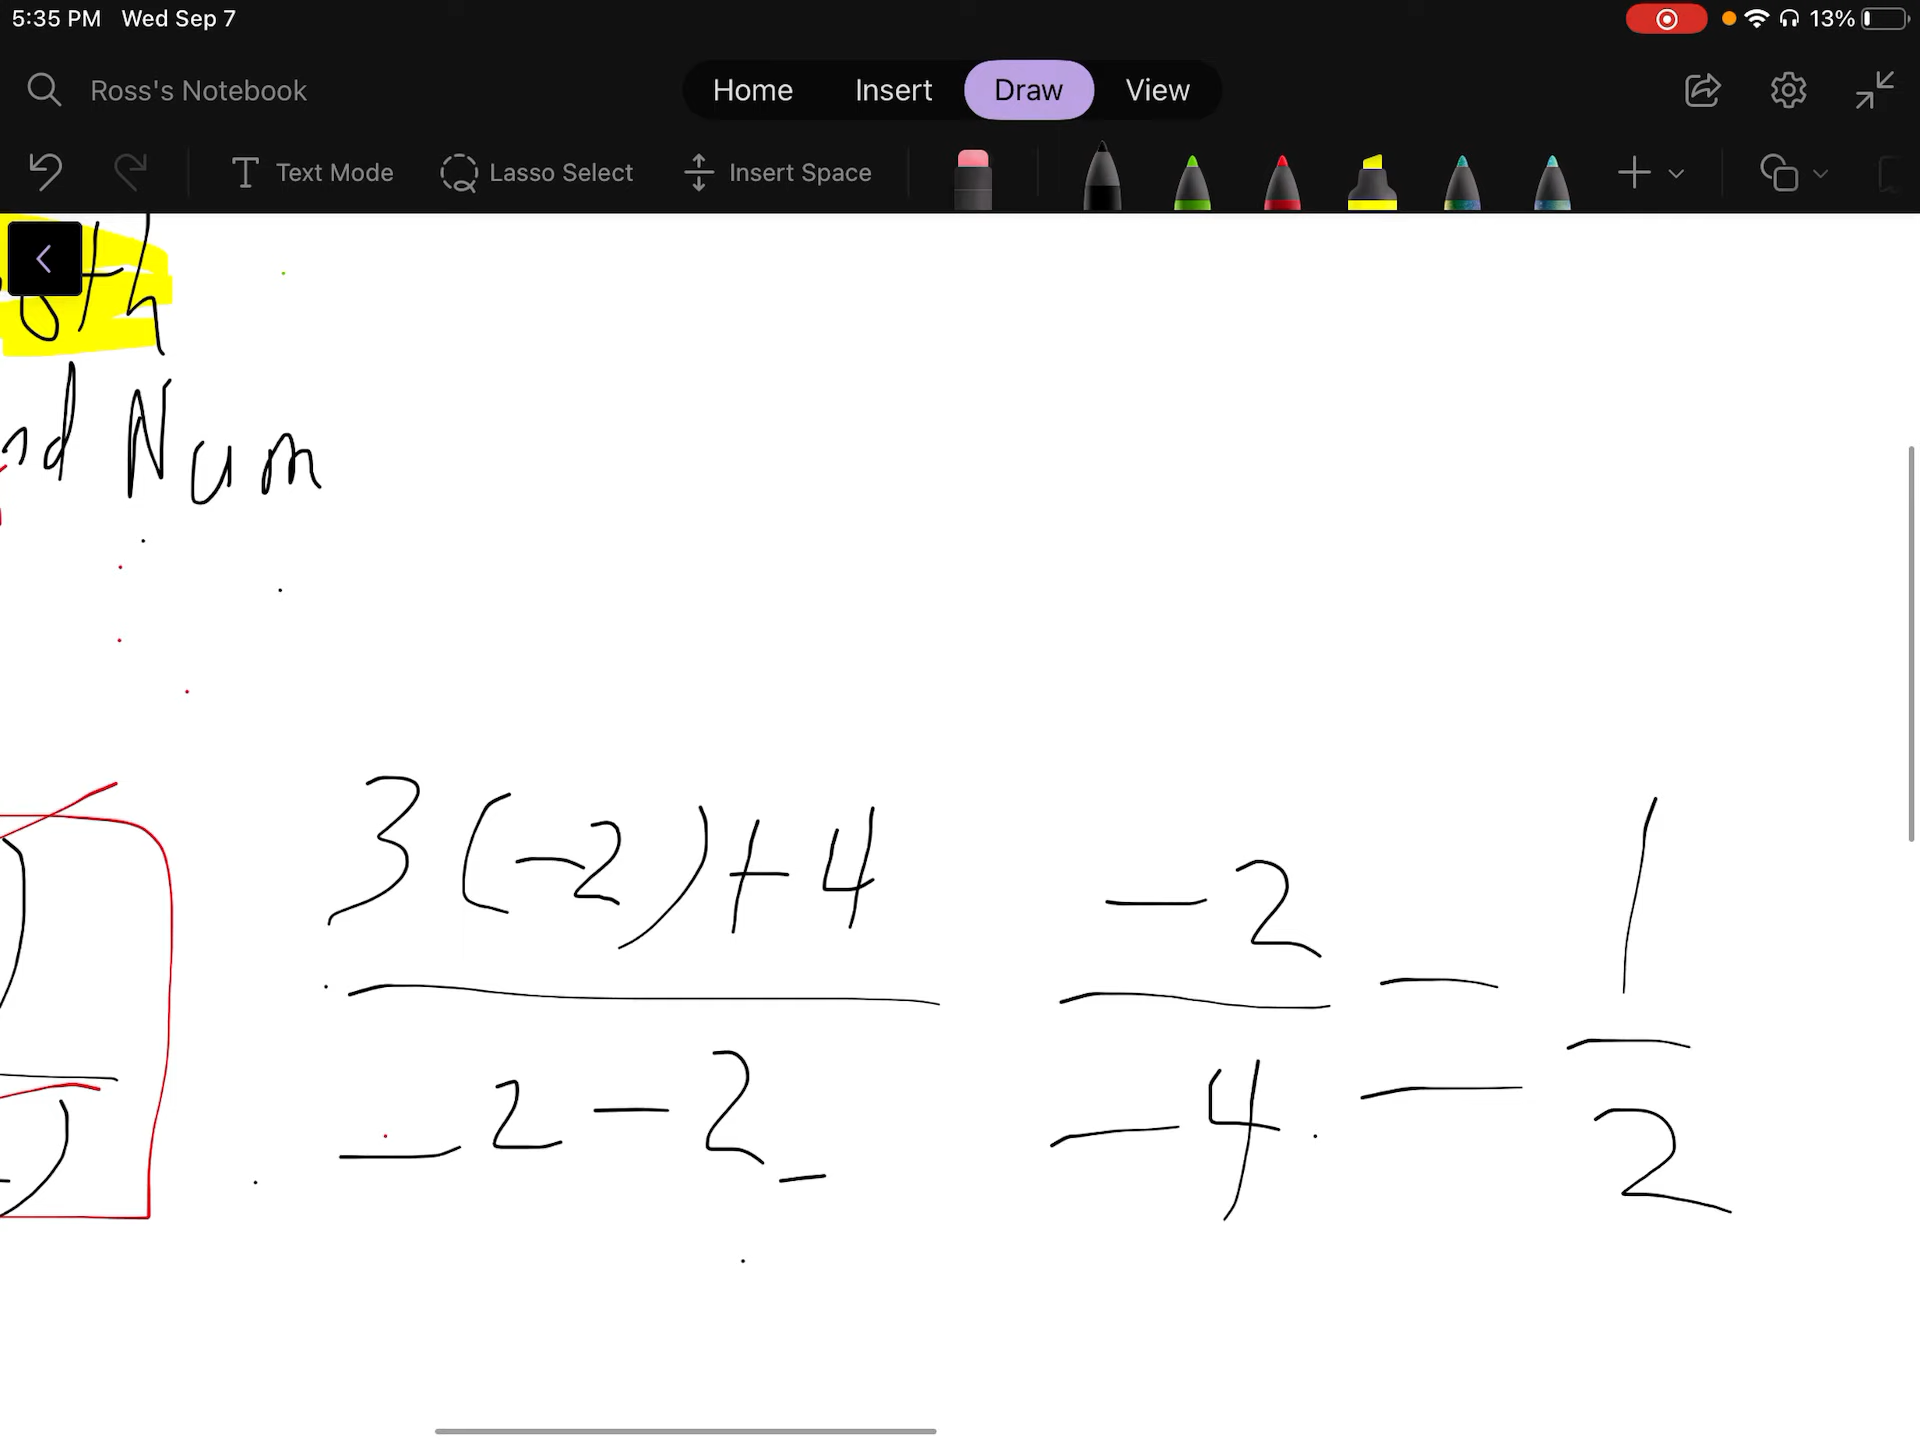 5:35 PM Wed Sep 7 13%
Ross's Notebook Home Insert Draw View
Text Mode Lasso Select Insert Space
nd Num
3(-2)+4 -2 1
-2-2 -4 = 2